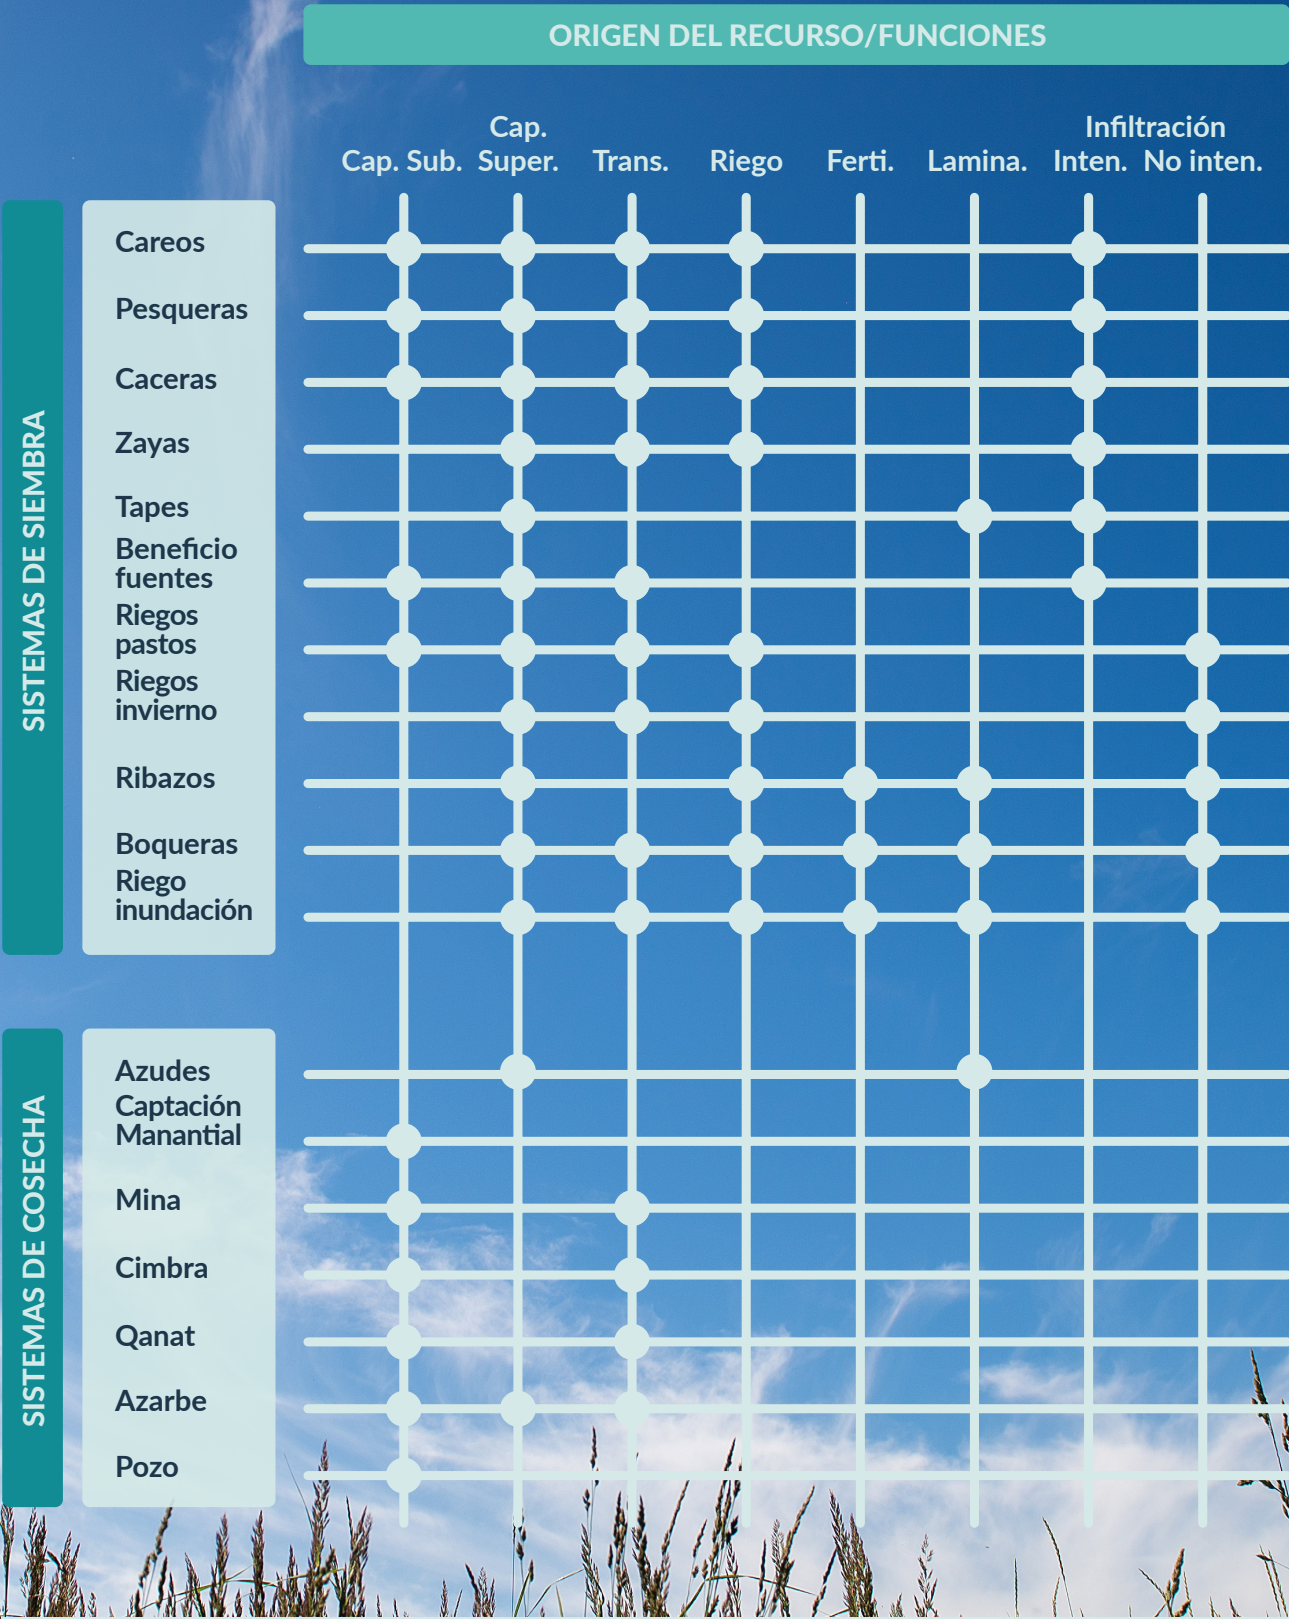 ORIGEN DEL RECURSO/FUNCIONES
Cap. Sub.
Cap.
Super.
Trans.
Riego
Ferti.
Lamina.
Infiltración
Inten. No inten.
SISTEMAS DE SIEMBRA
Careos
Pesqueras
Caceras
Zayas
Tapes
Beneficio
fuentes
Riegos
pastos
Riegos
invierno
Ribazos
Boqueras
Riego
inundación
SISTEMAS DE COSECHA
Azudes
Captación
Manantial
Mina
Cimbra
Qanat
Azarbe
Pozo